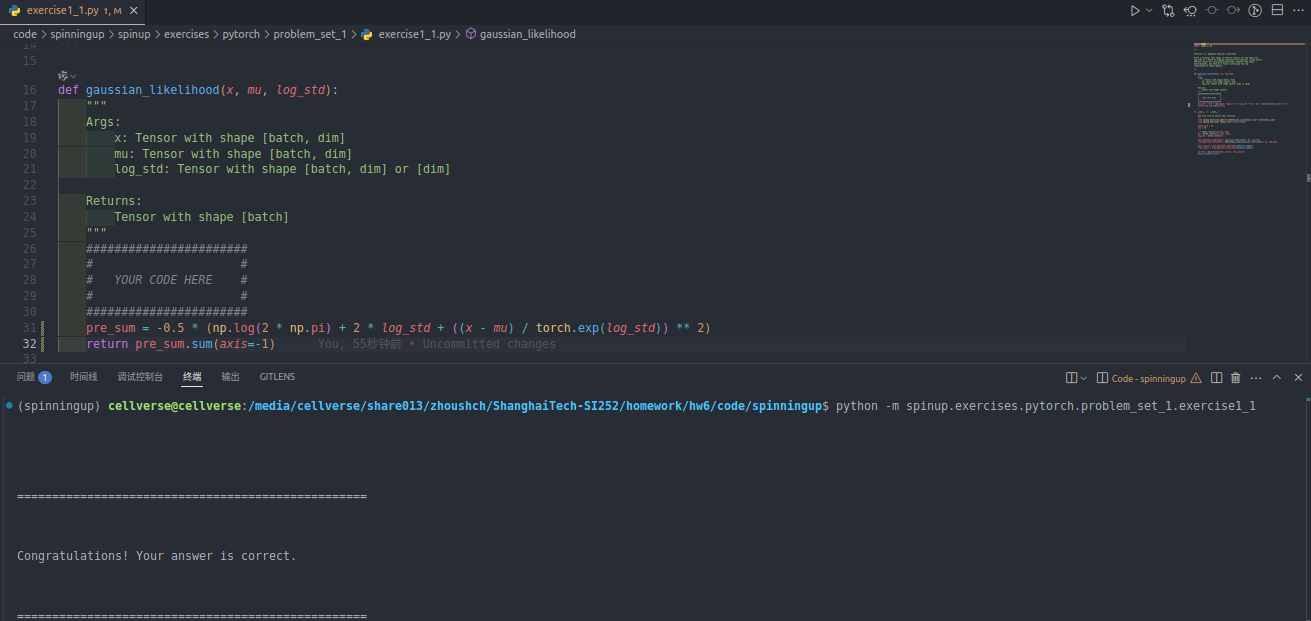 exercise1_1.py 1, M
code > spinningup > spinup > exercises > pytorch > problem_set_1 > exercise1_1.py > gaussian_likelihood
14
15
16 def gaussian_likelihood(x, mu, log_std):
17 """
18 Args:
19 x: Tensor with shape [batch, dim]
20 mu: Tensor with shape [batch, dim]
21 log_std: Tensor with shape [batch, dim] or [dim]
22
23 Returns:
24 Tensor with shape [batch]
25 """
26 #######################
27 # #
28 # YOUR CODE HERE #
29 # #
30 #######################
31 pre_sum = -0.5 * (np.log(2 * np.pi) + 2 * log_std + ((x - mu) / torch.exp(log_std)) ** 2)
32 return pre_sum.sum(axis=-1) You, 55秒钟前 • Uncommitted changes
33
问题 1 时间线 调试控制台 终端 输出 GITLENS Code - spinningup
(spinningup) cellverse@cellverse:/media/cellverse/share013/zhoushch/ShanghaiTech-SI252/homework/hw6/code/spinningup$ python -m spinup.exercises.pytorch.problem_set_1.exercise1_1
==================================================
Congratulations! Your answer is correct.
==================================================